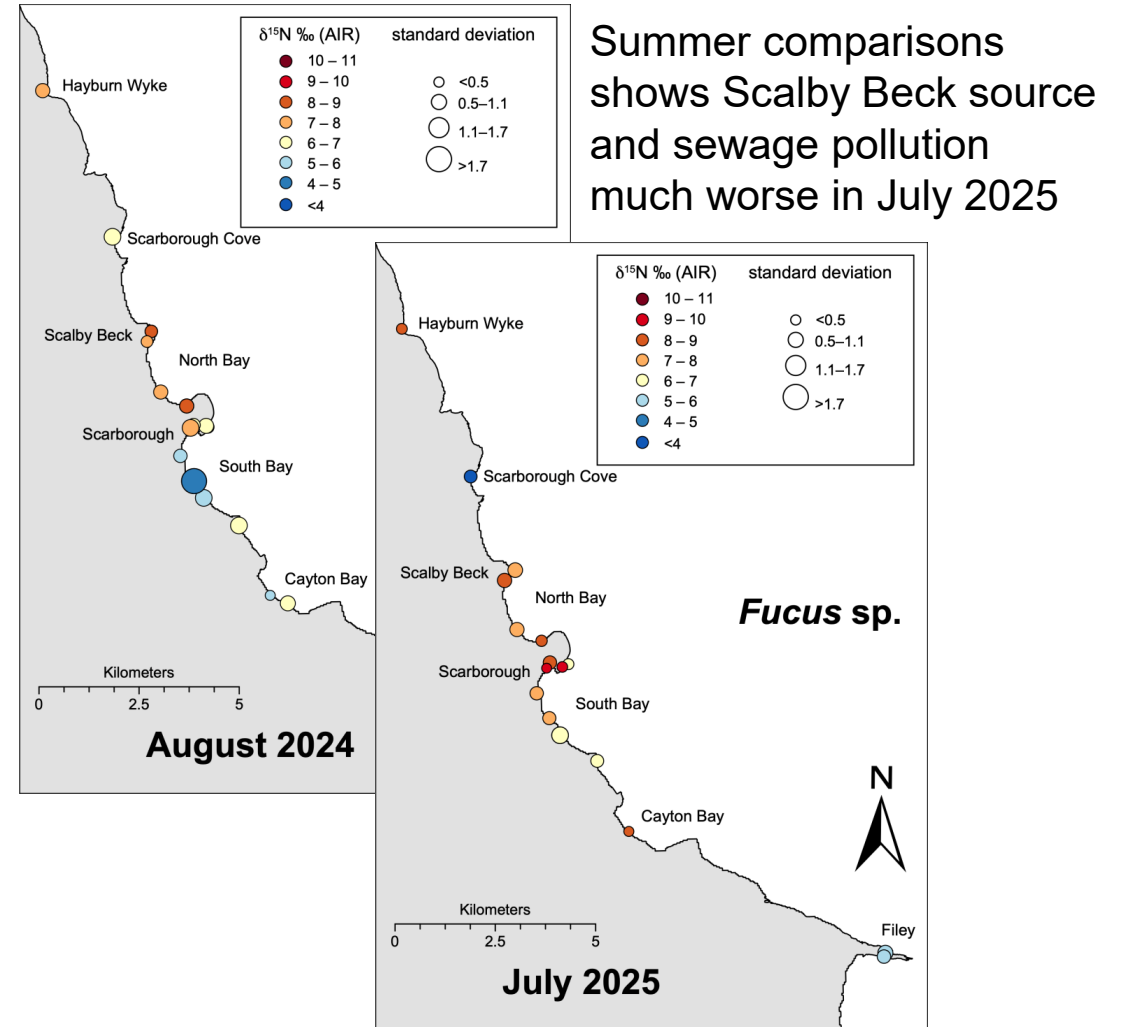 Summer comparisons
shows Scalby Beck source
and sewage pollution
much worse in July 2025
δ¹⁵N ‰ (AIR)
standard deviation
10 – 11
9 – 10
8 – 9
7 – 8
6 – 7
5 – 6
4 – 5
<4
<0.5
0.5–1.1
1.1–1.7
>1.7
Hayburn Wyke
Scarborough Cove
Scalby Beck
North Bay
Scarborough
South Bay
Cayton Bay
Kilometers
0 2.5 5
August 2024
δ¹⁵N ‰ (AIR)
standard deviation
10 – 11
9 – 10
8 – 9
7 – 8
6 – 7
5 – 6
4 – 5
<4
<0.5
0.5–1.1
1.1–1.7
>1.7
Hayburn Wyke
Scarborough Cove
Scalby Beck
North Bay
Fucus sp.
Scarborough
South Bay
N
Cayton Bay
Filey
Kilometers
0 2.5 5
July 2025